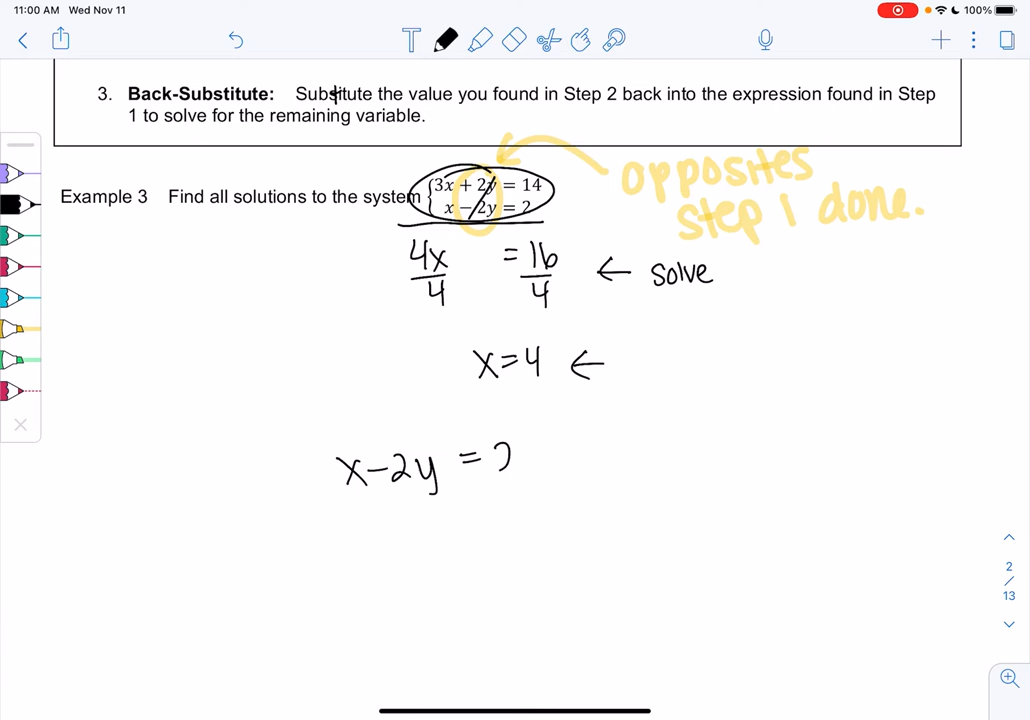 11:00 AM Wed Nov 11
100%
3. Back-Substitute: Substitute the value you found in Step 2 back into the expression found in Step
1 to solve for the remaining variable.
Example 3 Find all solutions to the system {3x + 2y = 14
x − 2y = 2
opposites
step 1 done.
4x = 16 ← solve
4 4
x = 4 ←
x − 2y = 2
2
/
13